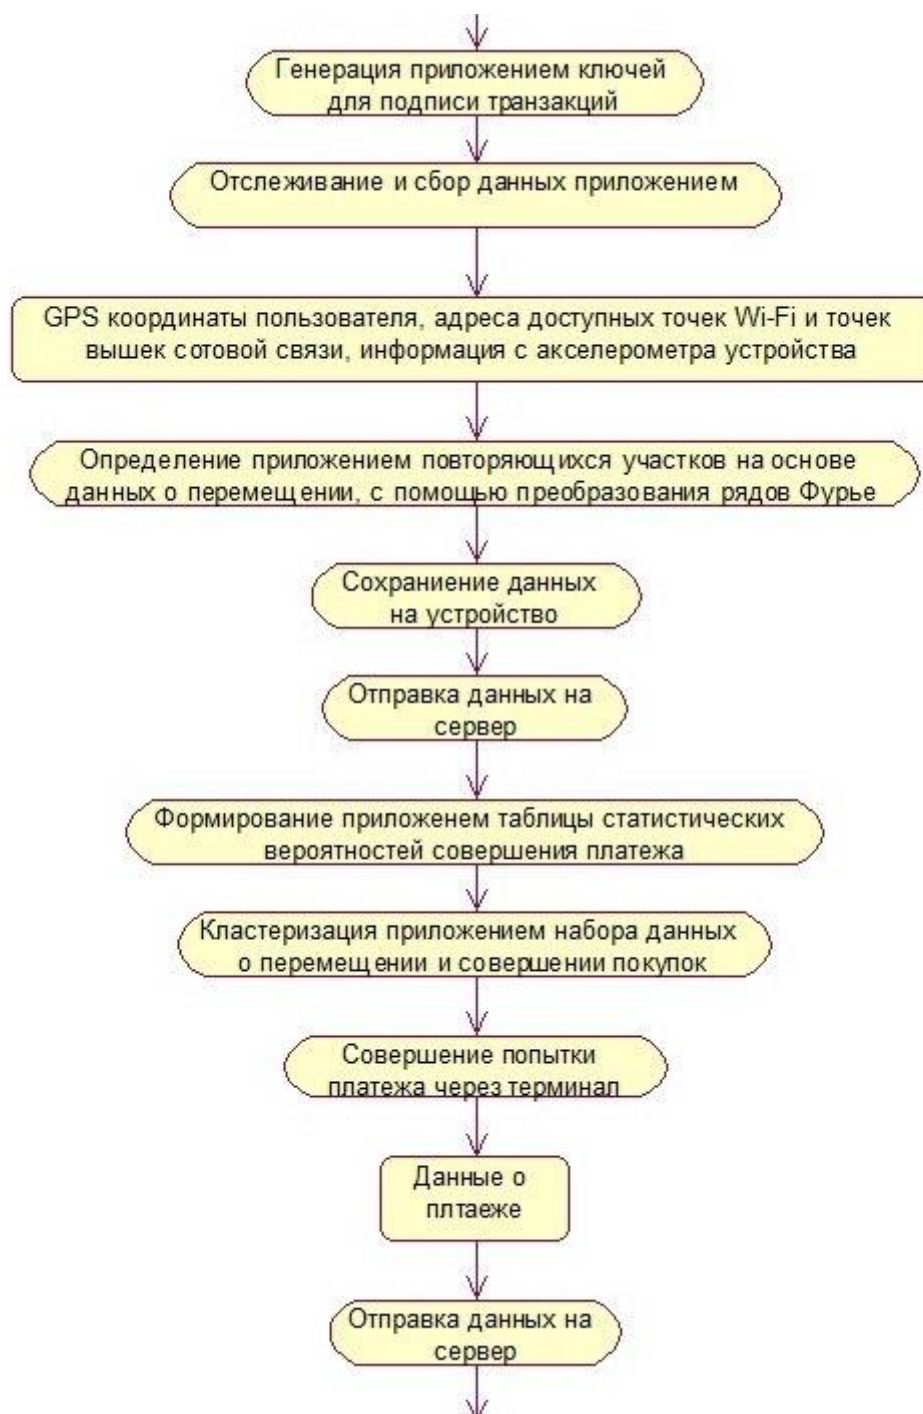 Генерация приложением ключей
для подписи транзакций
Отслеживание и сбор данных приложением
GPS координаты пользователя, адреса доступных точек Wi-Fi и точек
вышек сотовой связи, информация с акселерометра устройства
Определение приложением повторяющихся участков на основе
данных о перемещении, с помощью преобразования рядов Фурье
Сохраниение данных
на устройство
Отправка данных на
сервер
Формирование приложенем таблицы статистических
вероятностей совершения платежа
Кластеризация приложением набора данных
о перемещении и совершении покупок
Совершение попытки
платежа через терминал
Данные о
плтаеже
Отправка данных на
сервер